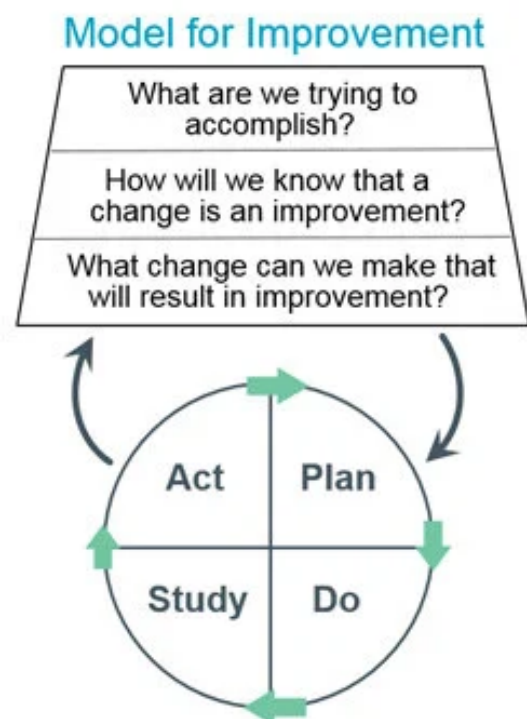 Model for Improvement
What are we trying to
accomplish?
How will we know that a
change is an improvement?
What change can we make that
will result in improvement?
Act
Plan
Study
Do